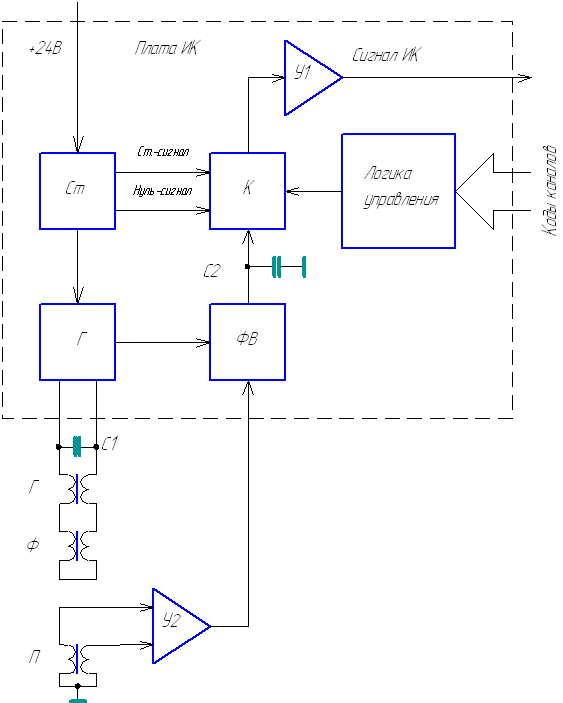 +24В
Плата ИК
Сигнал ИК
У1
Ст.-сигнал
Нуль-сигнал
Ст
К
Логика
управления
Коды каналов
С2
Г
ФВ
С1
Г
Ф
У2
П